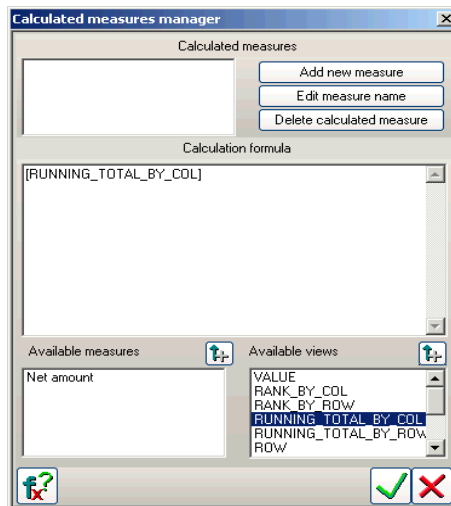 Calculated measures manager
Calculated measures
Add new measure
Edit measure name
Delete calculated measure
Calculation formula
[RUNNING_TOTAL_BY_COL]
Available measures
Available views
Net amount
VALUE
RANK_BY_COL
RANK_BY_ROW
RUNNING_TOTAL_BY_COL
RUNNING_TOTAL_BY_ROW
ROW